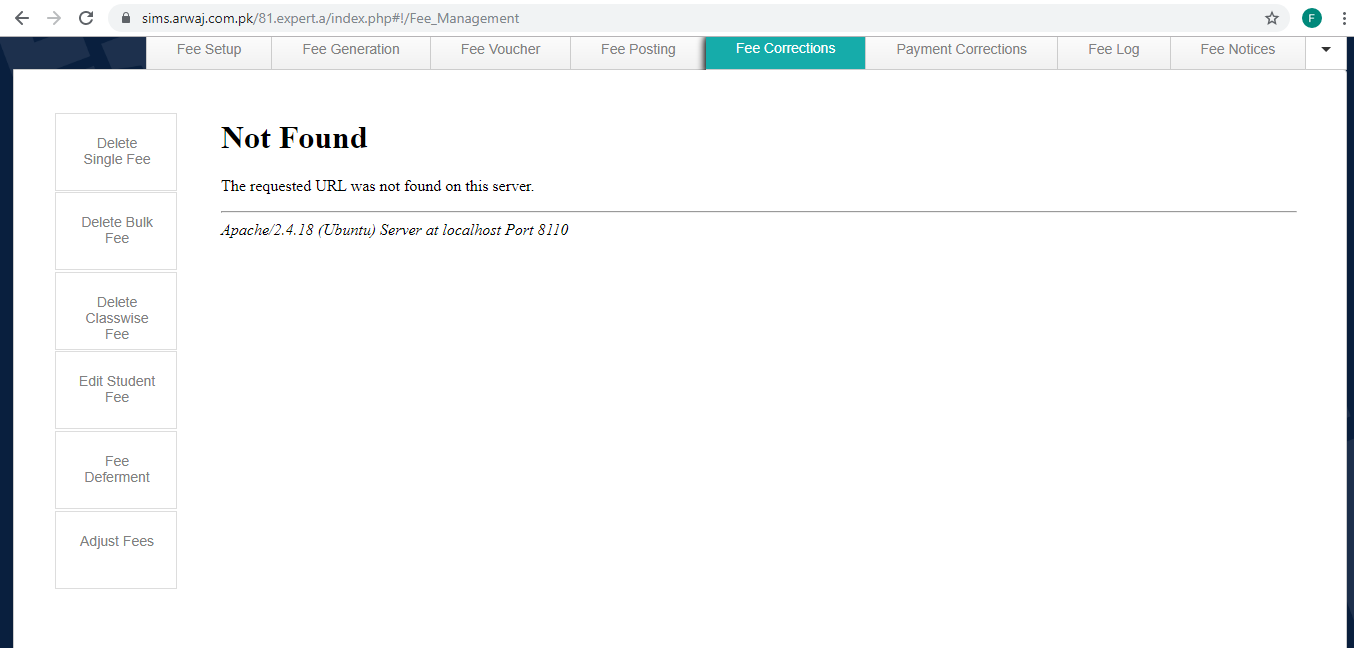 sims.arwaj.com.pk/81.expert.a/index.php#!/Fee_Management
F
Fee Setup
Fee Generation
Fee Voucher
Fee Posting
Fee Corrections
Payment Corrections
Fee Log
Fee Notices
Delete
Single Fee
Delete Bulk
Fee
Delete
Classwise
Fee
Edit Student
Fee
Fee
Deferment
Adjust Fees
Not Found
The requested URL was not found on this server.
Apache/2.4.18 (Ubuntu) Server at localhost Port 8110